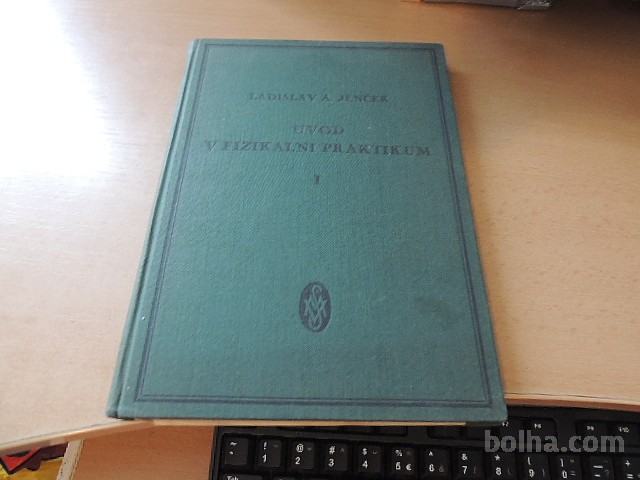 LADISLAV A. JENČEK
UVOD
V FIZIKALNI PRAKTIKUM
I
bolha.com